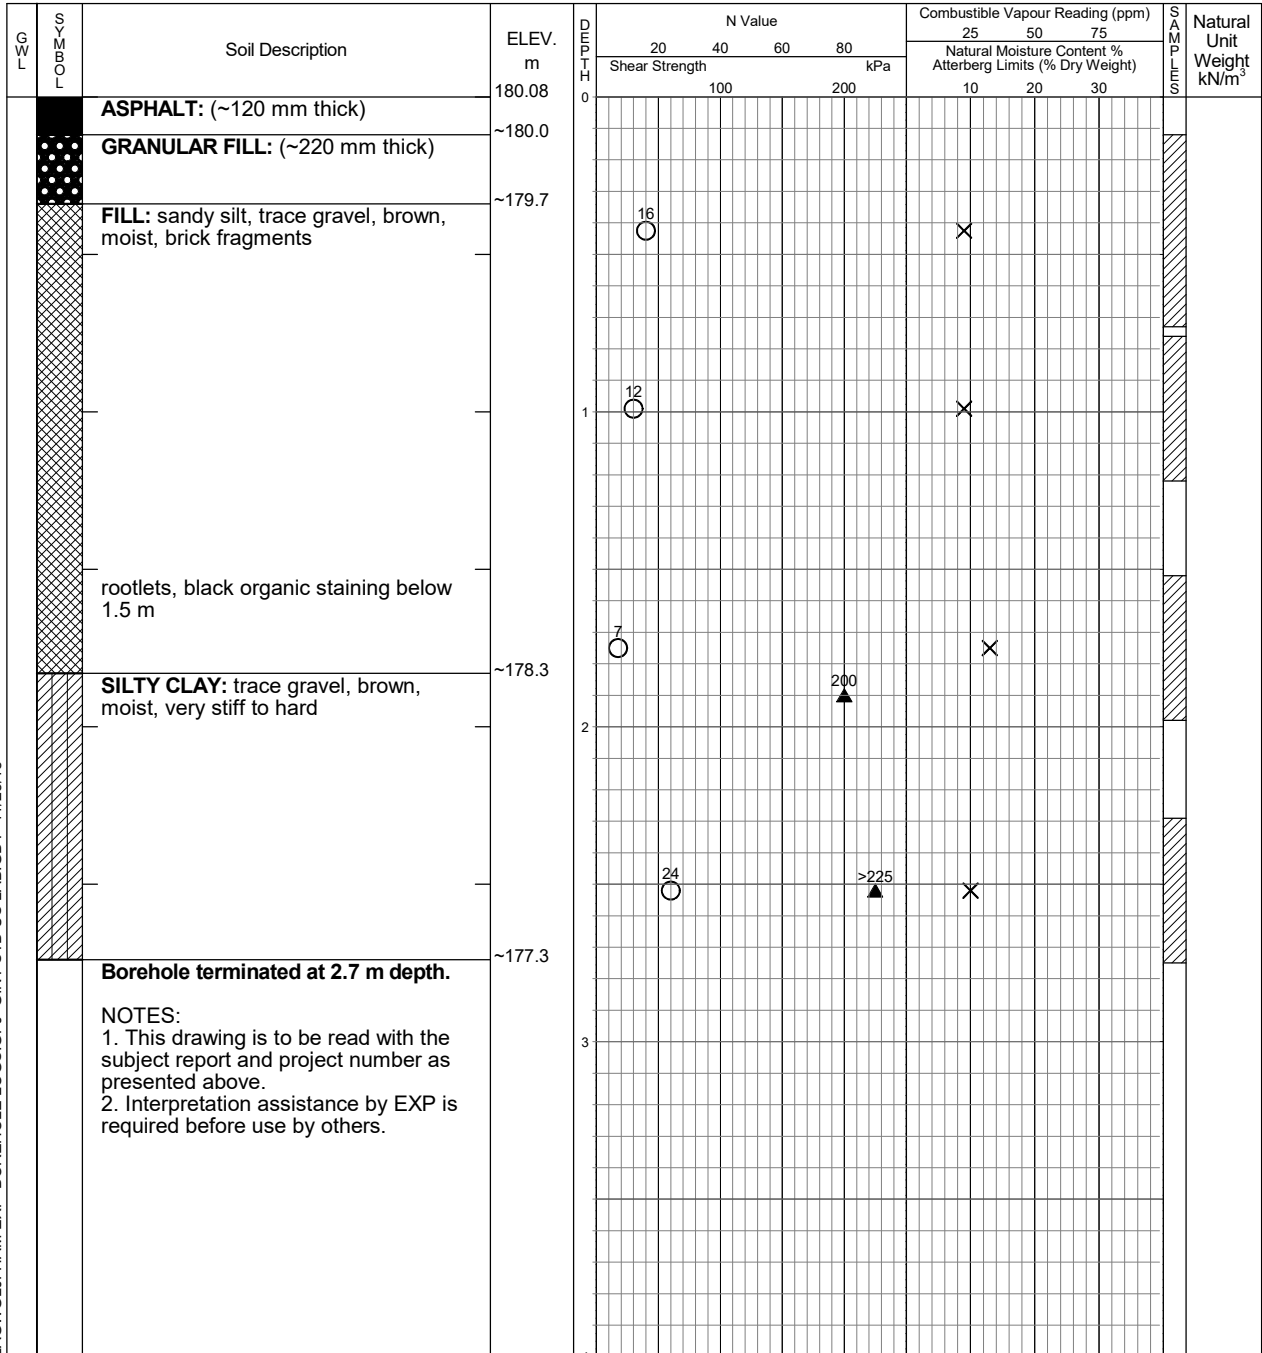 GWL
SYMBOL
Soil Description
ELEV.
m
180.08
DEPTH
N Value
20 40 60 80
Shear Strength kPa
100 200
Combustible Vapour Reading (ppm)
25 50 75
Natural Moisture Content %
Atterberg Limits (% Dry Weight)
10 20 30
SAMPLES
Natural
Unit
Weight
kN/m³
0
ASPHALT: (~120 mm thick)
~180.0
GRANULAR FILL: (~220 mm thick)
~179.7
FILL: sandy silt, trace gravel, brown,
moist, brick fragments
16
12
1
rootlets, black organic staining below
1.5 m
7
~178.3
SILTY CLAY: trace gravel, brown,
moist, very stiff to hard
200
2
24
>225
~177.3
Borehole terminated at 2.7 m depth.
NOTES:
1. This drawing is to be read with the
subject report and project number as
presented above.
2. Interpretation assistance by EXP is
required before use by others.
3